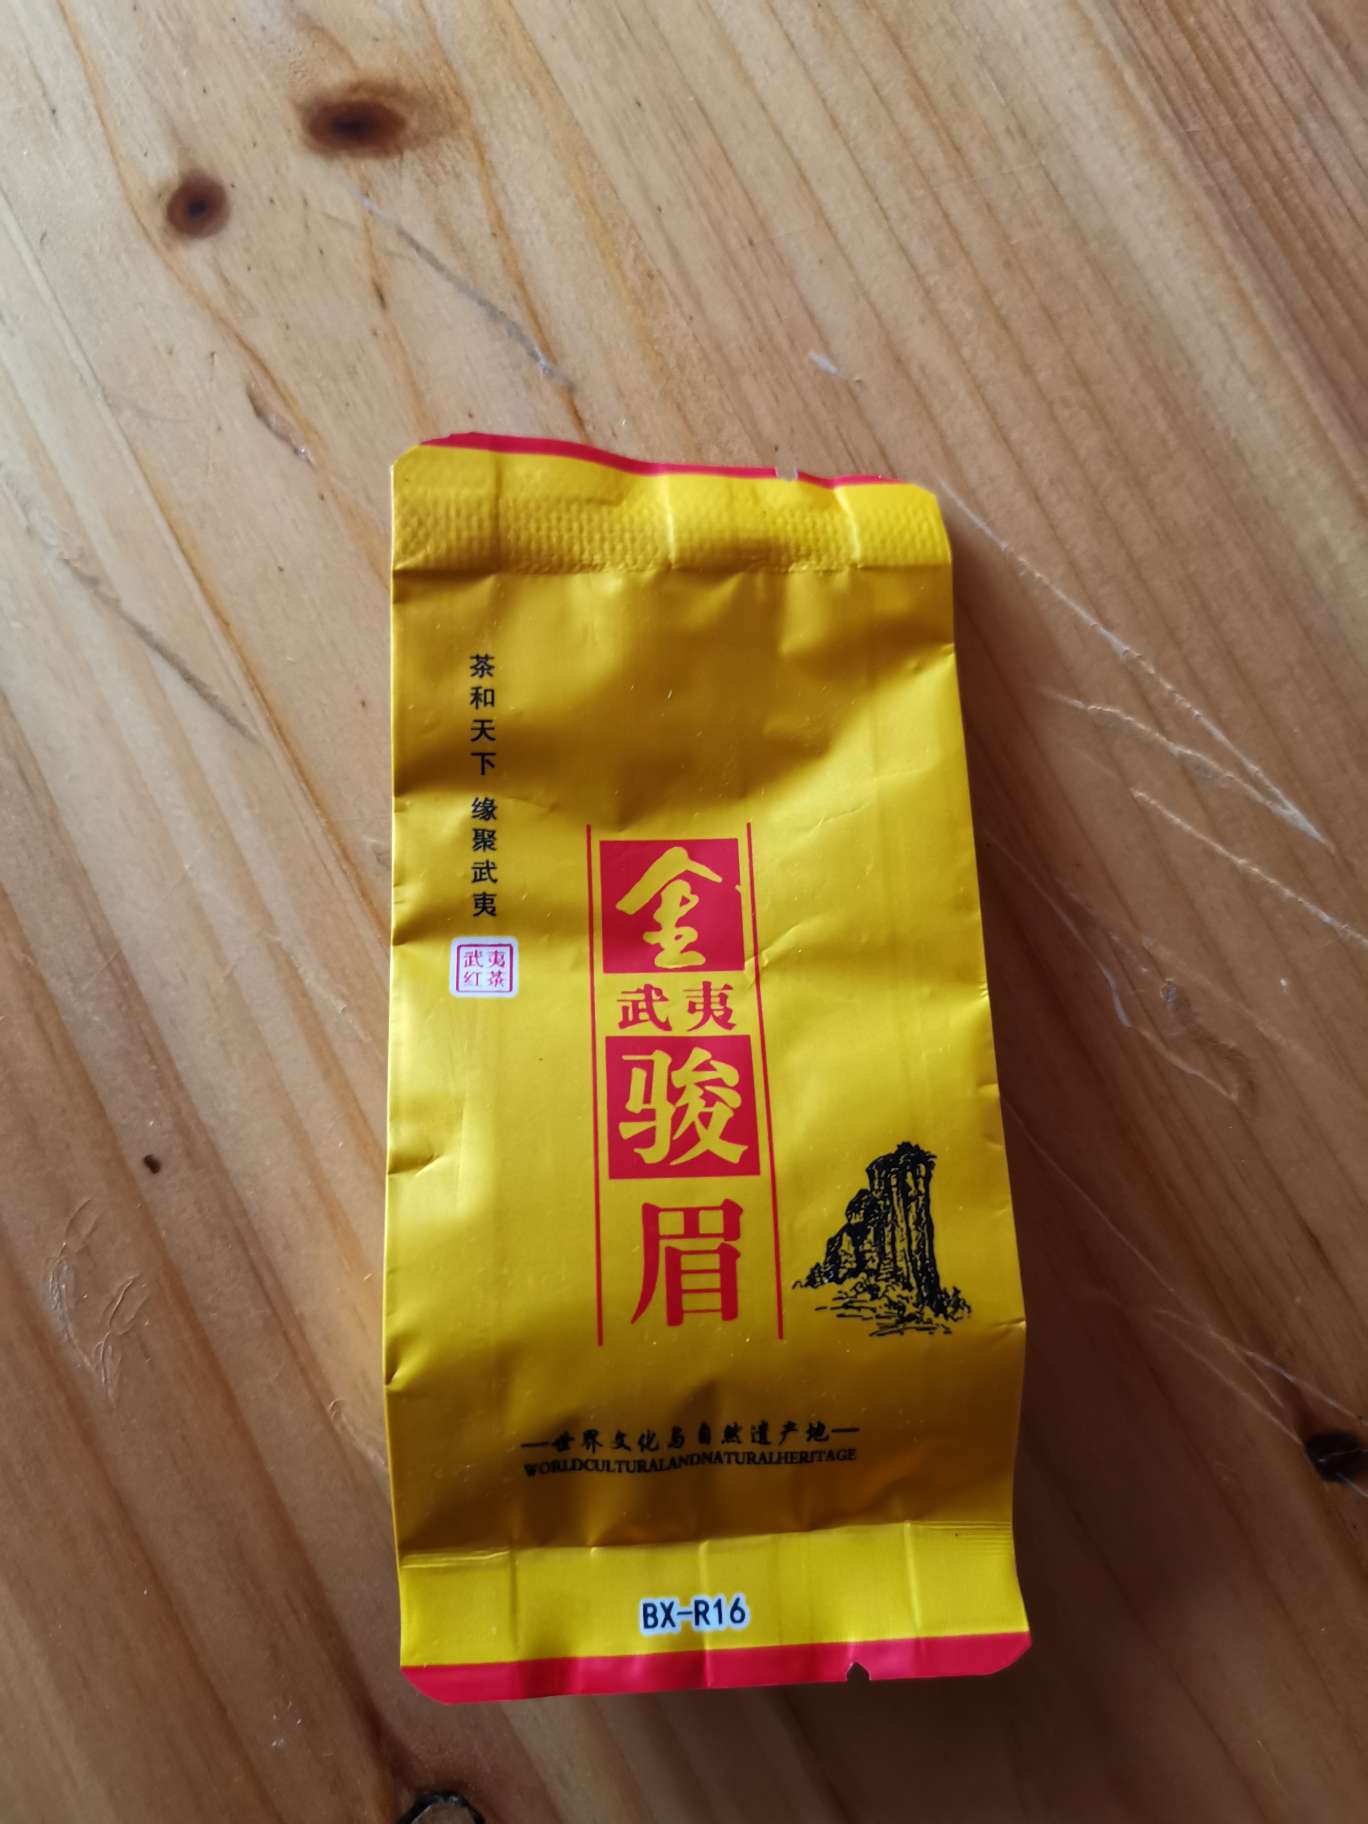 茶和天下 缘聚武夷
武夷
红茶
金
武夷
骏
眉
世界文化与自然遗产地
WORLDCULTURALANDNATURALHERITAGE
BX-R16